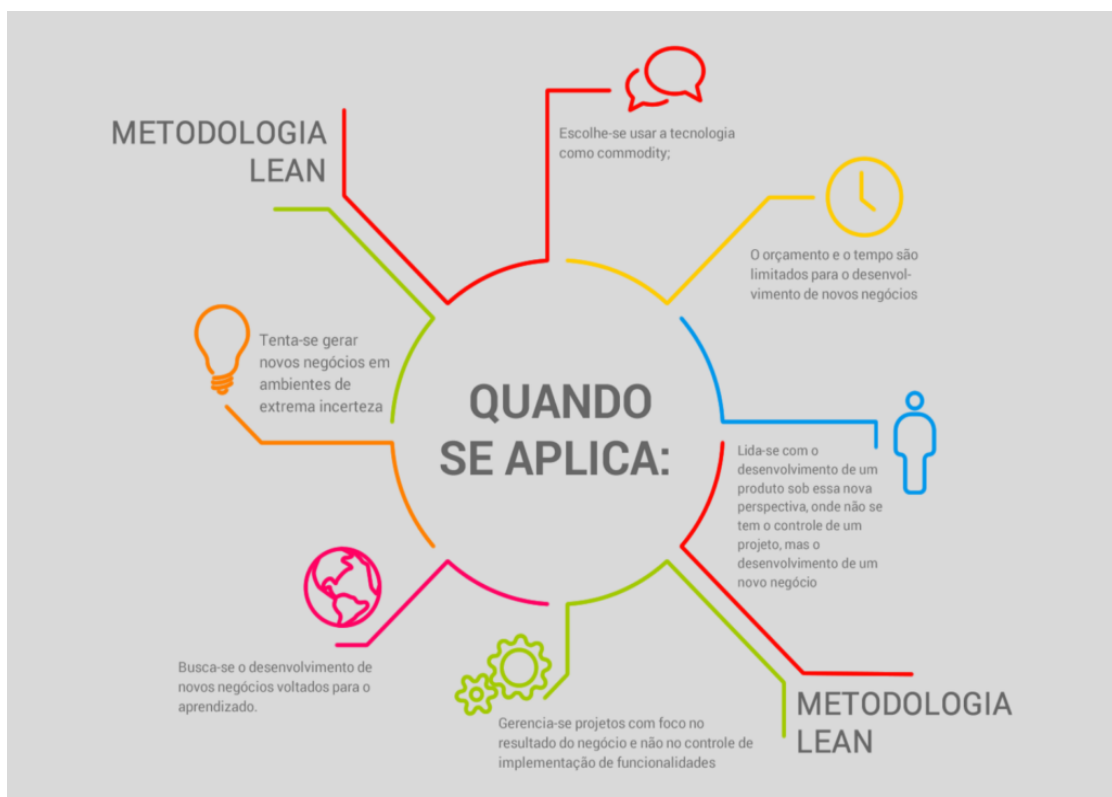 METODOLOGIA
LEAN
Escolhe-se usar a tecnologia
como commodity;
O orçamento e o tempo são
limitados para o desenvol-
vimento de novos negócios
Tenta-se gerar
novos negócios em
ambientes de
extrema incerteza
QUANDO
SE APLICA:
Lida-se com o
desenvolvimento de um
produto sob essa nova
perspectiva, onde não se
tem o controle de um
projeto, mas o
desenvolvimento de um
novo negócio
Busca-se o desenvolvimento de
novos negócios voltados para o
aprendizado.
Gerencia-se projetos com foco no
resultado do negócio e não no controle de
implementação de funcionalidades
METODOLOGIA
LEAN